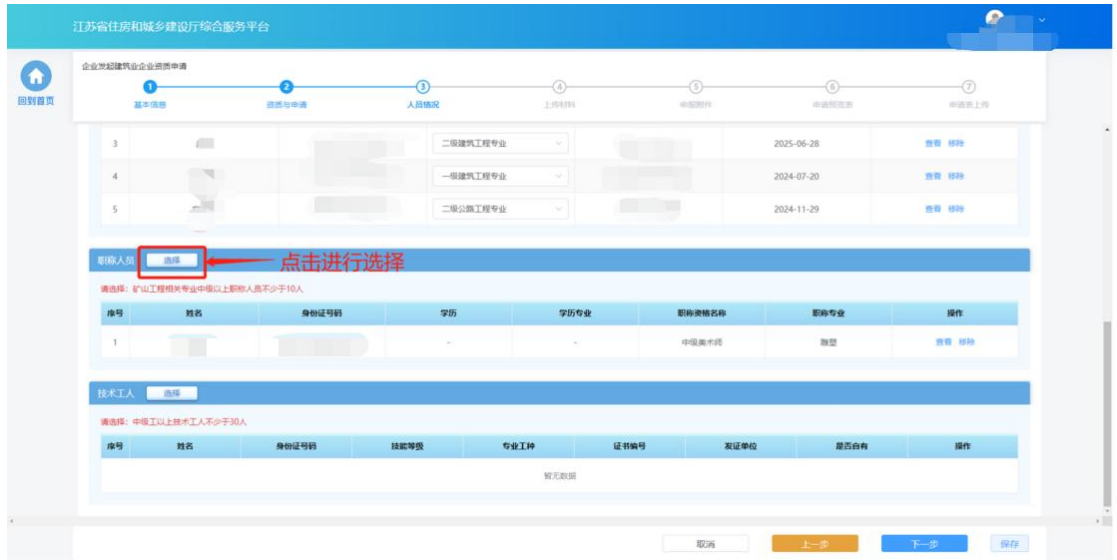 江苏省住房和城乡建设厅综合服务平台
回到首页
企业发起建筑业企业资质申请
1 2 3 4 5 6 7
基本信息 资质与申请 人员情况 上传材料 申报附件 申请预览表 申请表上传
3 二级建筑工程专业 2025-06-28 查看 移除
4 一级建筑工程专业 2024-07-20 查看 移除
5 二级公路工程专业 2024-11-29 查看 移除
职称人员 选择 点击进行选择
请选择：矿山工程相关专业中级以上职称人员不少于10人
序号 姓名 身份证号码 学历 学历专业 职称资格名称 职称专业 操作
1 - - 中级美术师 雕塑 查看 移除
技术工人 选择
请选择：中级工以上技术工人不少于30人
序号 姓名 身份证号码 技能等级 专业工种 证书编号 发证单位 是否自有 操作
暂无数据
取消 上一步 下一步 保存